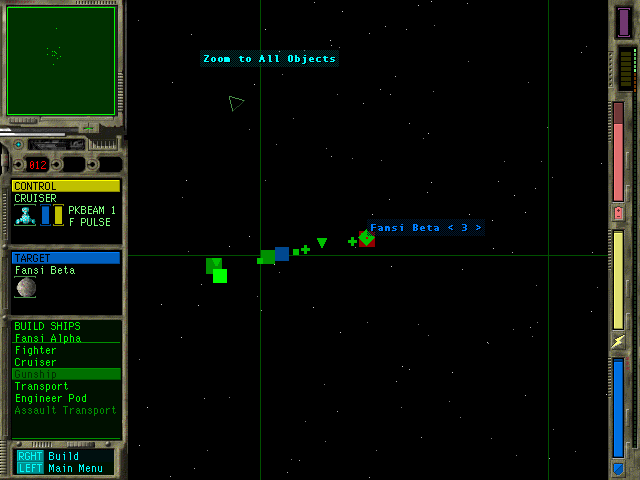 Zoom to All Objects
012
CONTROL
CRUISER
PKBEAM 1
F PULSE
Fansi Beta < 3 >
TARGET
Fansi Beta
BUILD SHIPS
Fansi Alpha
Fighter
Cruiser
Gunship
Transport
Engineer Pod
Assault Transport
RGHT Build
LEFT Main Menu